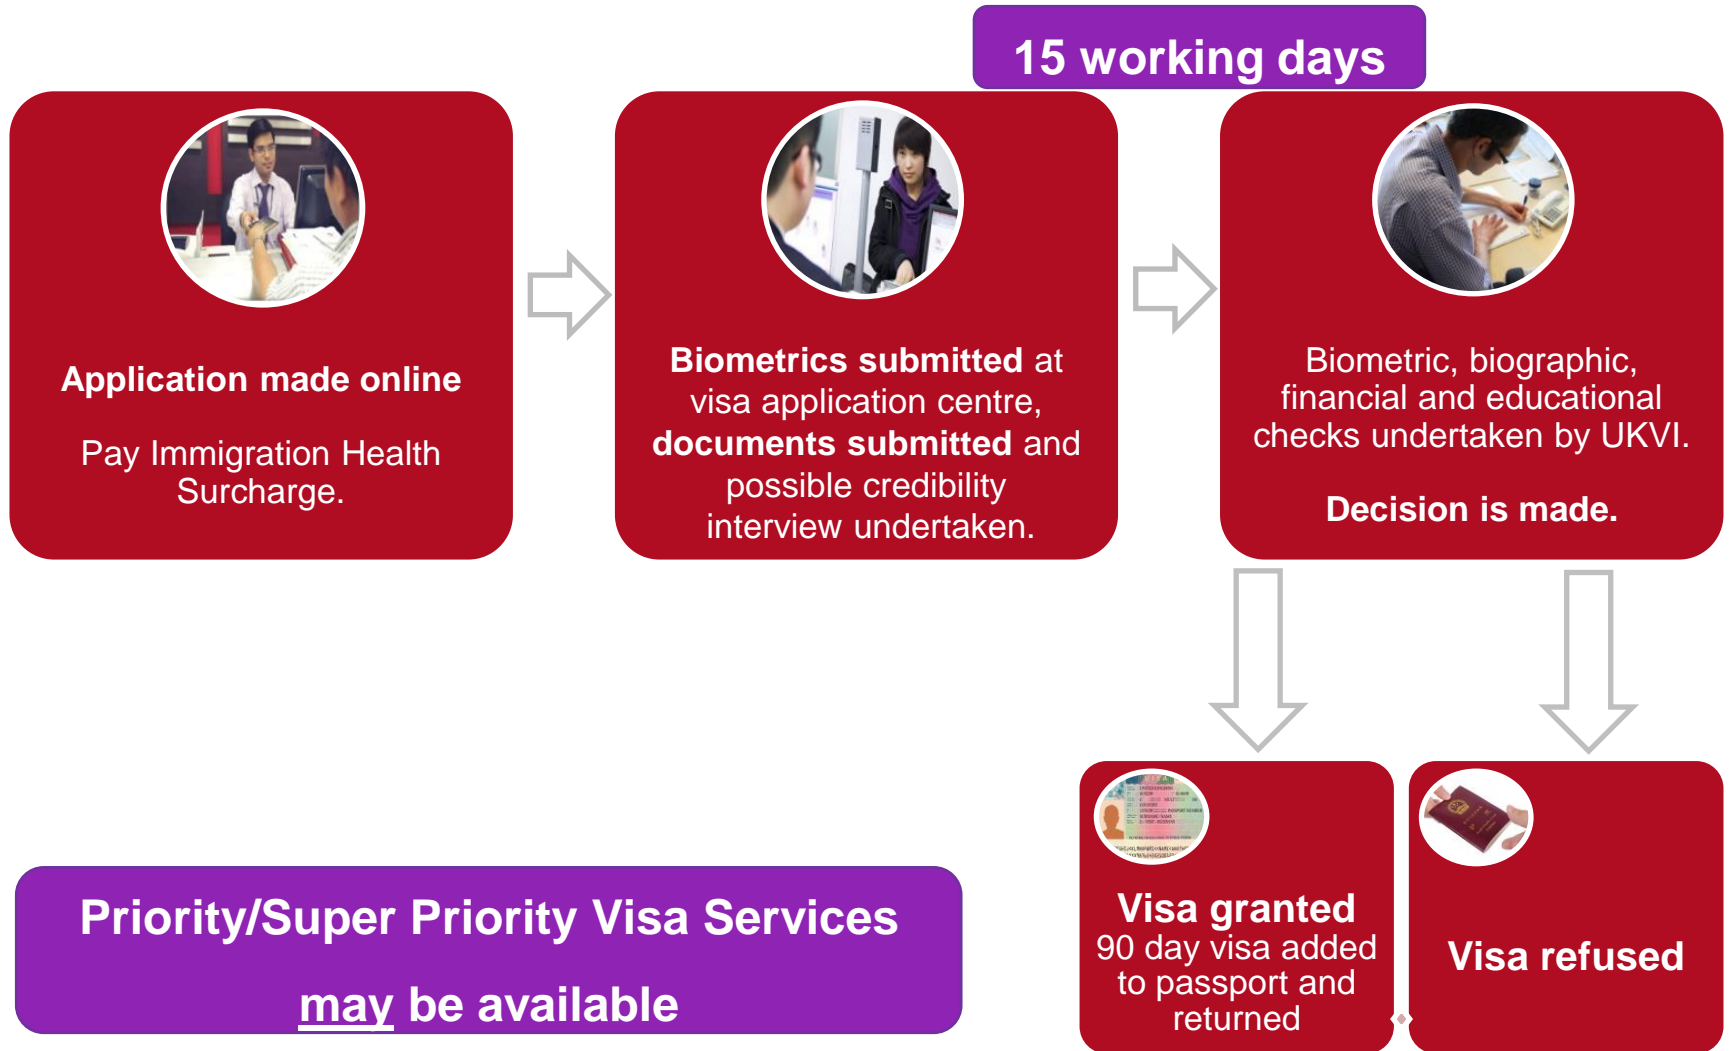 15 working days
Application made online
Pay Immigration Health
Surcharge.
Biometrics submitted at
visa application centre,
documents submitted and
possible credibility
interview undertaken.
Biometric, biographic,
financial and educational
checks undertaken by UKVI.
Decision is made.
Priority/Super Priority Visa Services
may be available
Visa granted
90 day visa added
to passport and
returned
Visa refused